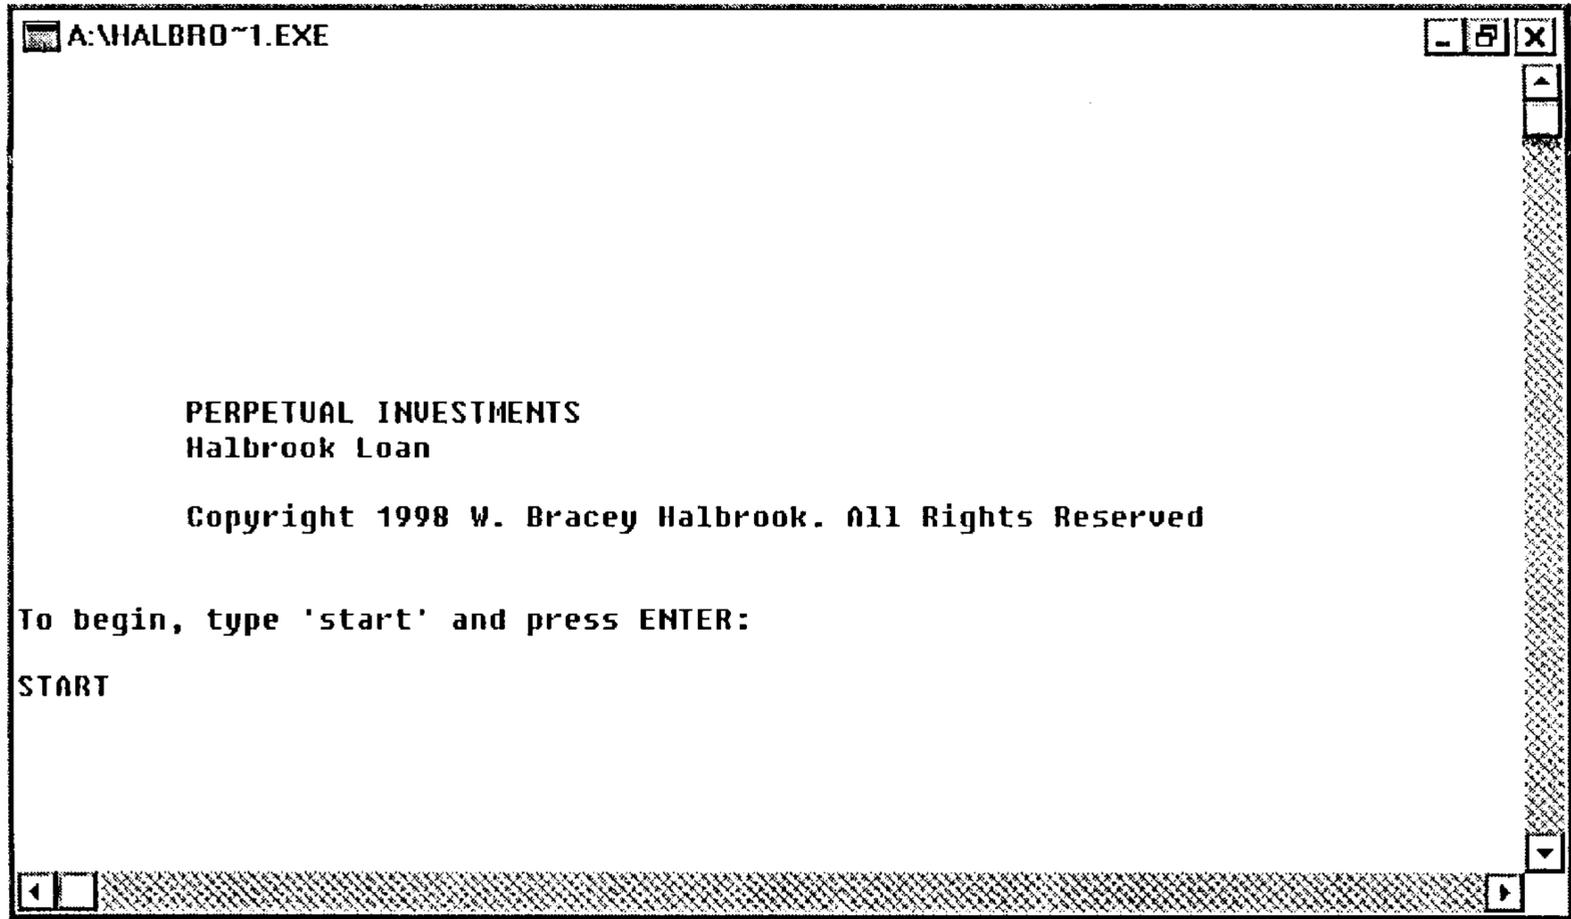 A:\HALBRO~1.EXE
PERPETUAL INVESTMENTS
Halbrook Loan
Copyright 1998 W. Bracey Halbrook. All Rights Reserved
To begin, type 'start' and press ENTER:
START